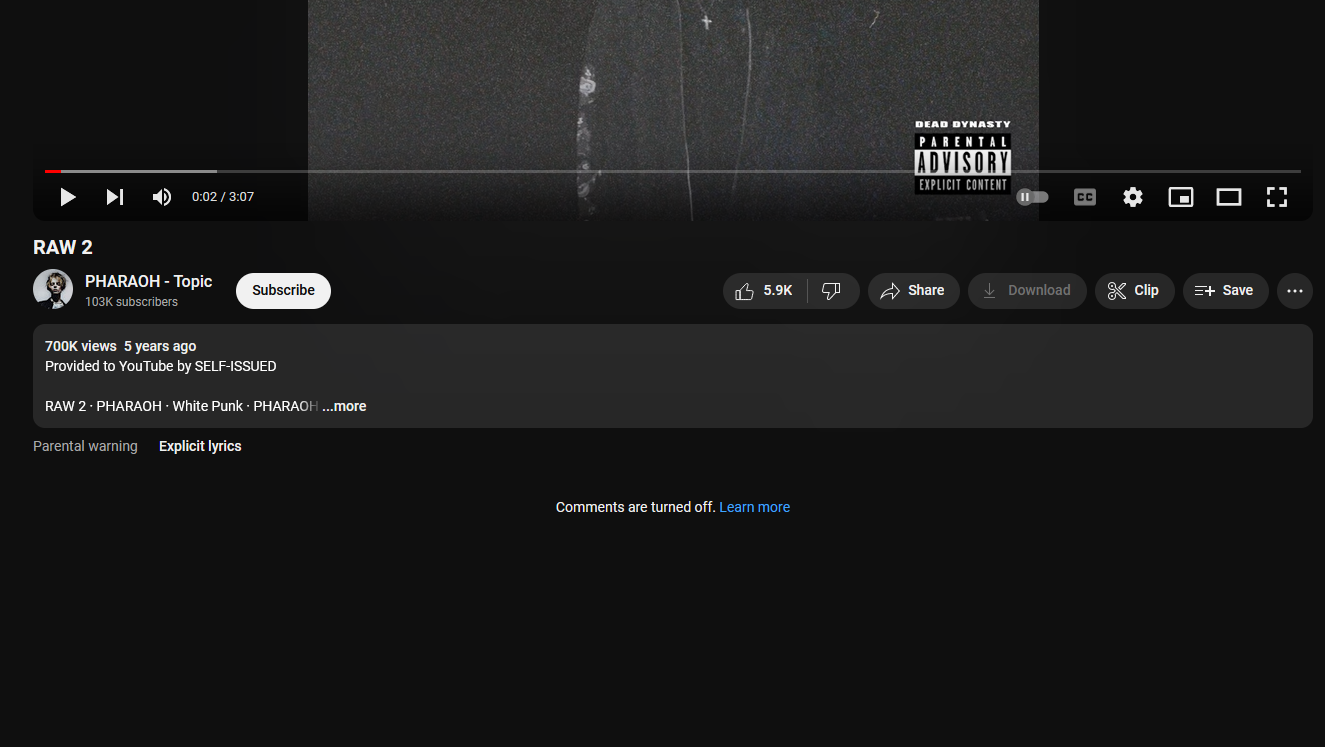 DEAD DYNASTY
PARENTAL
ADVISORY
EXPLICIT CONTENT
0:02 / 3:07
CC
RAW 2
PHARAOH - Topic
103K subscribers
Subscribe
5.9K
Share
Download
Clip
Save
700K views 5 years ago
Provided to YouTube by SELF-ISSUED
RAW 2 · PHARAOH · White Punk · PHARAOH ...more
Parental warning Explicit lyrics
Comments are turned off. Learn more